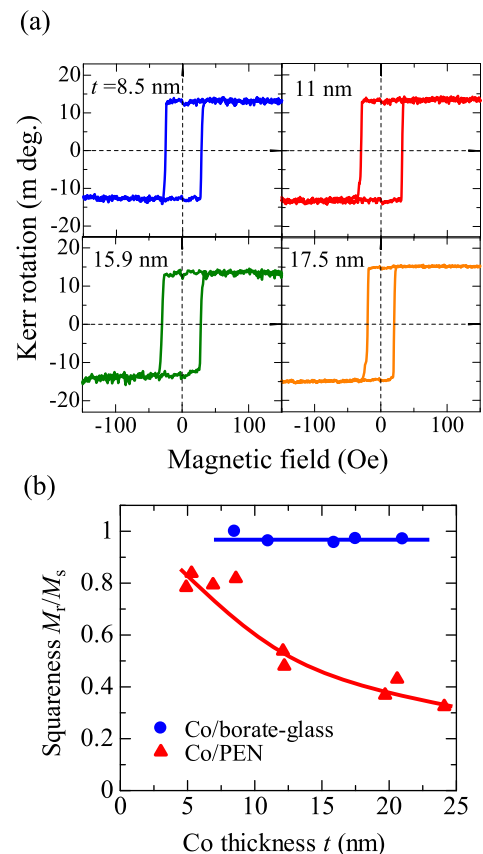 (a)
t =8.5 nm
11 nm
20
10
0
-10
-20
15.9 nm
17.5 nm
20
10
0
-10
-20
Kerr rotation (m deg.)
-100 0 100 -100 0 100
Magnetic field (Oe)
(b)
1
0.8
0.6
0.4
0.2
0
Squareness Mr/Ms
Co/borate-glass
Co/PEN
0 5 10 15 20 25
Co thickness t (nm)